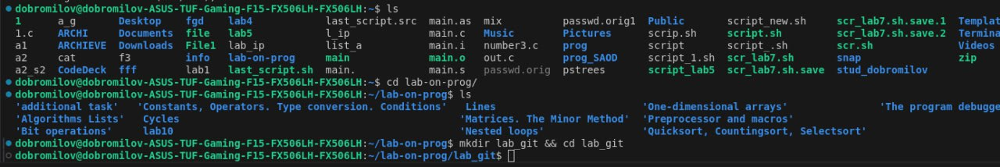 dobromilov@dobromilov-ASUS-TUF-Gaming-F15-FX506LH-FX506LH:~$ ls
1 a_g Desktop fgd lab4 last_script.src main.as mix passwd.orig1 Public script_new.sh scr_lab7.sh.save.1 Templat
1.c ARCHI Documents file lab5 l_ip main.c Music Pictures scrip.sh script.sh scr_lab7.sh.save.2 Termina
a1 ARCHIEVE Downloads File1 lab_ip list_a main.i number3.c prog script script_.sh scr.sh Videos
a2 cat f3 info lab-on-prog main main.o out.c prog_SAOD script_1.sh scr_lab7.sh snap zip
a2_s2 CodeDeck fff lab1 last_script.sh main. main.s passwd.orig pstrees script_lab5 scr_lab7.sh.save stud_dobromilov
dobromilov@dobromilov-ASUS-TUF-Gaming-F15-FX506LH-FX506LH:~$ cd lab-on-prog/
dobromilov@dobromilov-ASUS-TUF-Gaming-F15-FX506LH-FX506LH:~/lab-on-prog$ ls
'additional task' 'Constants, Operators. Type conversion. Conditions' Lines 'One-dimensional arrays' 'The program debugge
'Algorithms Lists' Cycles 'Matrices. The Minor Method' 'Preprocessor and macros'
'Bit operations' lab10 'Nested loops' 'Quicksort, Countingsort, Selectsort'
dobromilov@dobromilov-ASUS-TUF-Gaming-F15-FX506LH-FX506LH:~/lab-on-prog$ mkdir lab_git && cd lab_git
dobromilov@dobromilov-ASUS-TUF-Gaming-F15-FX506LH-FX506LH:~/lab-on-prog/lab_git$